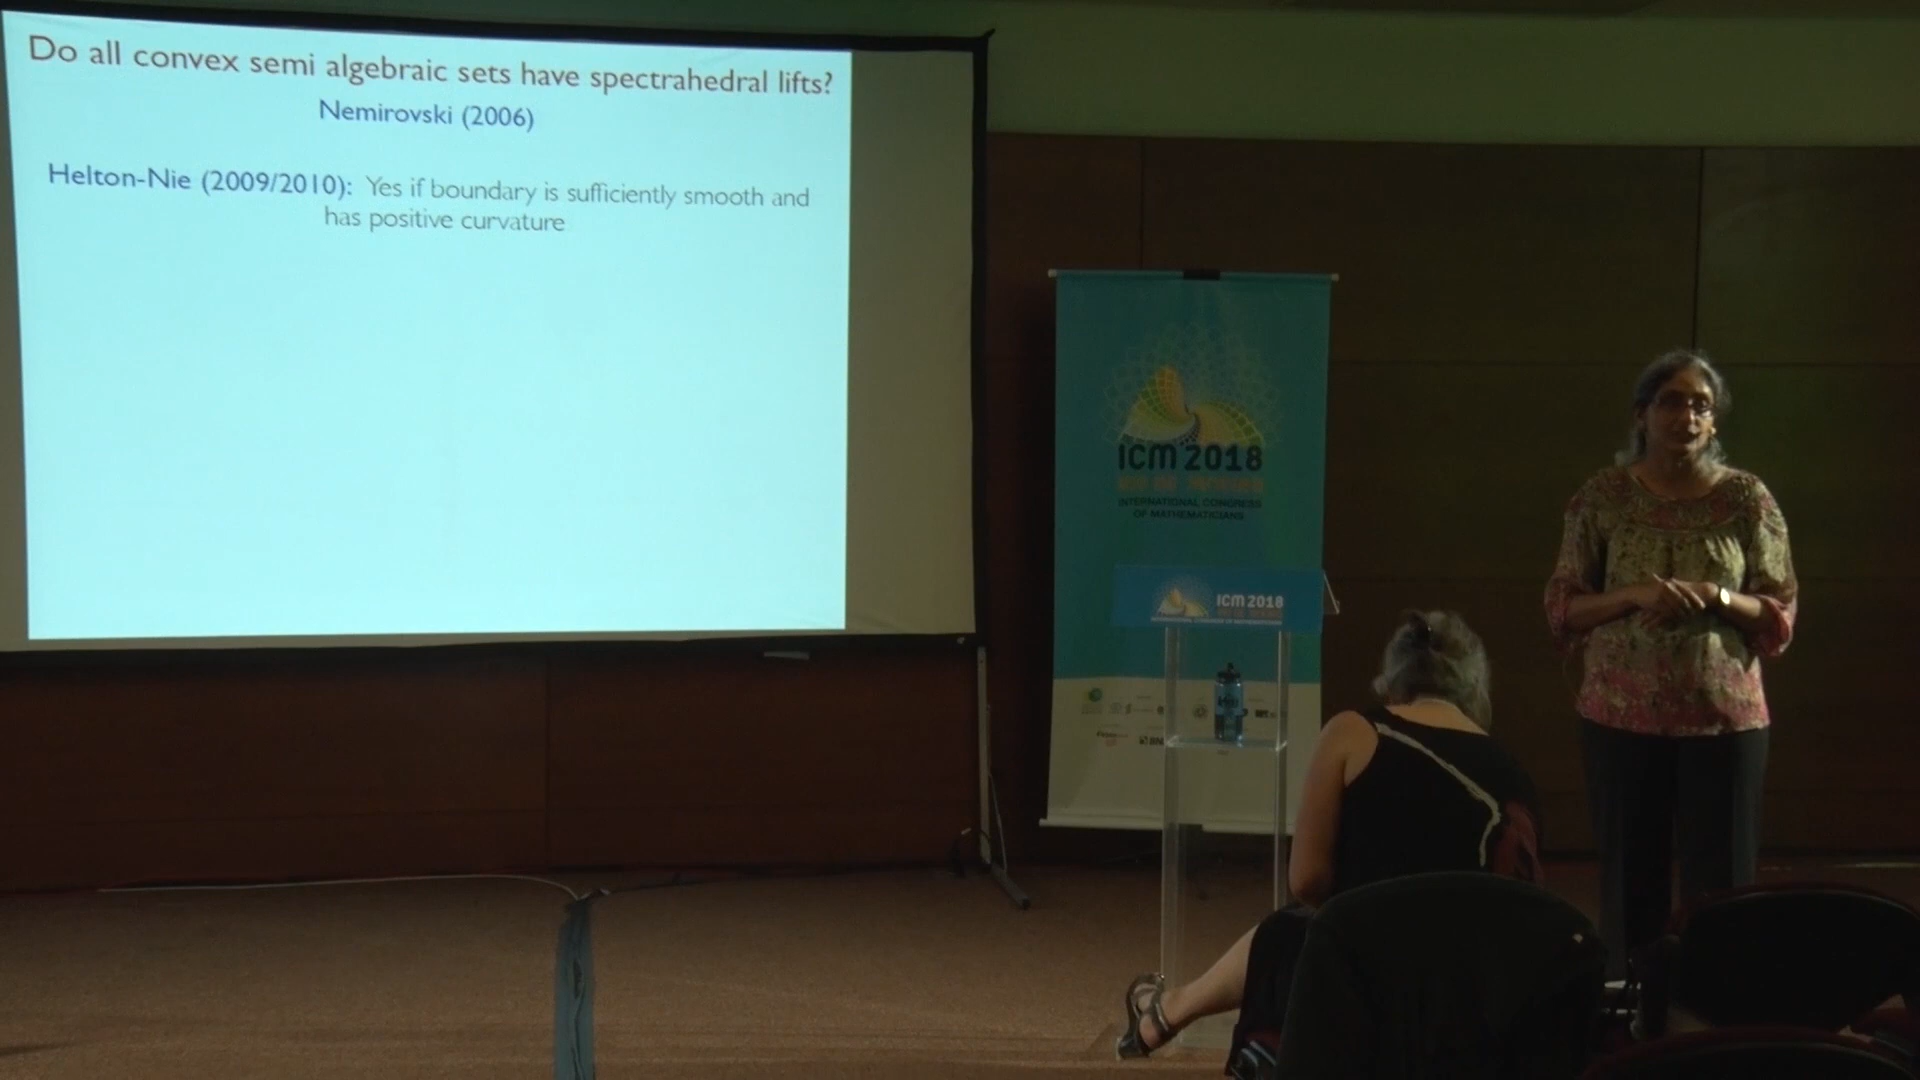 Do all convex semi algebraic sets have spectrahedral lifts?
Nemirovski (2006)
Helton-Nie (2009/2010): Yes if boundary is sufficiently smooth and
has positive curvature
ICM 2018
INTERNATIONAL CONGRESS
OF MATHEMATICIANS
ICM 2018